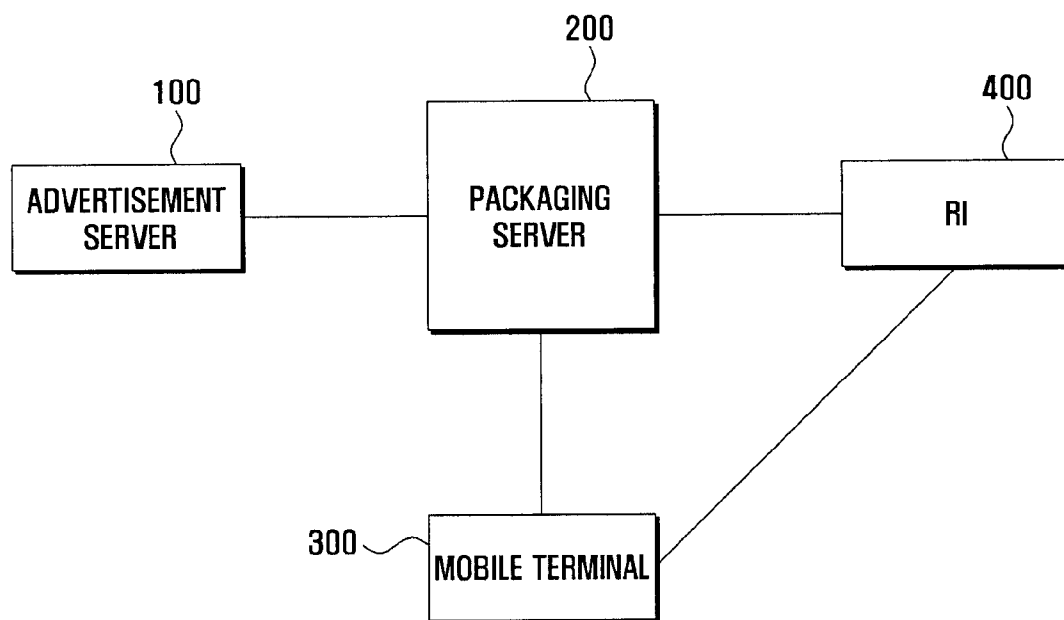 200
100
400
ADVERTISEMENT
SERVER
PACKAGING
SERVER
RI
300
MOBILE TERMINAL